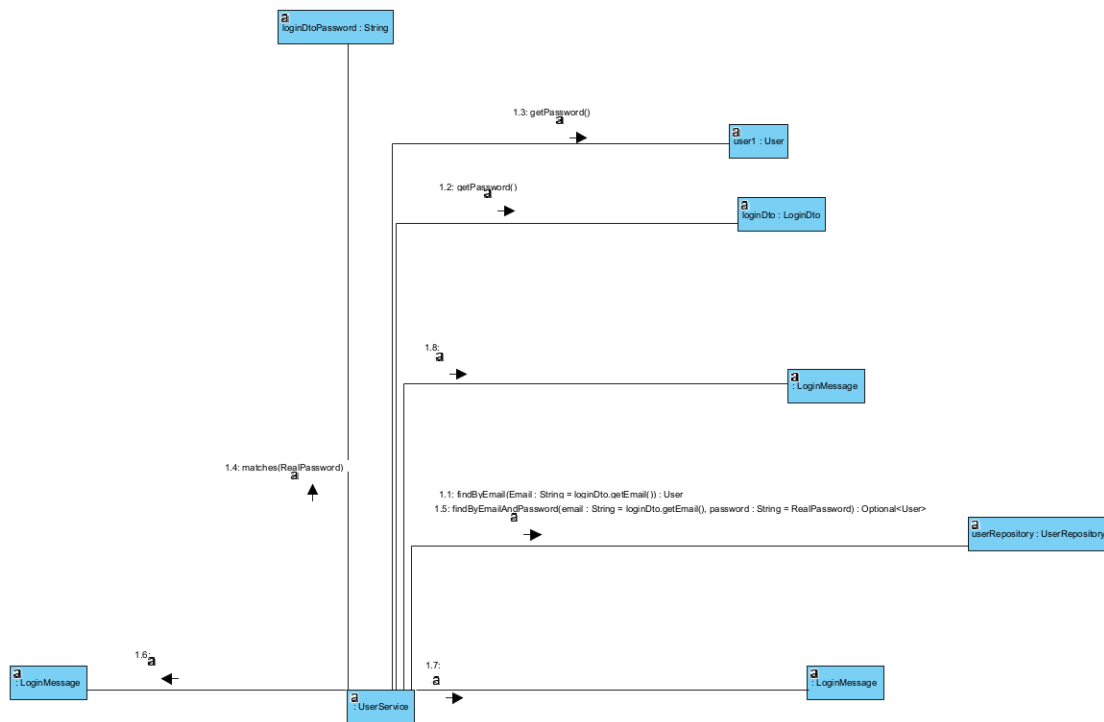 a
loginDtoPassword : String
1.3: getPassword()
a
a
user1 : User
1.2: getPassword()
a
a
loginDto : LoginDto
1.8:
a
a
: LoginMessage
1.4: matches(RealPassword)
a
1.1: findByEmail(Email : String = loginDto.getEmail()) : User
1.5: findByEmailAndPassword(email : String = loginDto.getEmail(), password : String = RealPassword) : Optional<User>
a
a
userRepository : UserRepository
1.6:
a
a
: LoginMessage
1.7:
a
a
: LoginMessage
a
: UserService